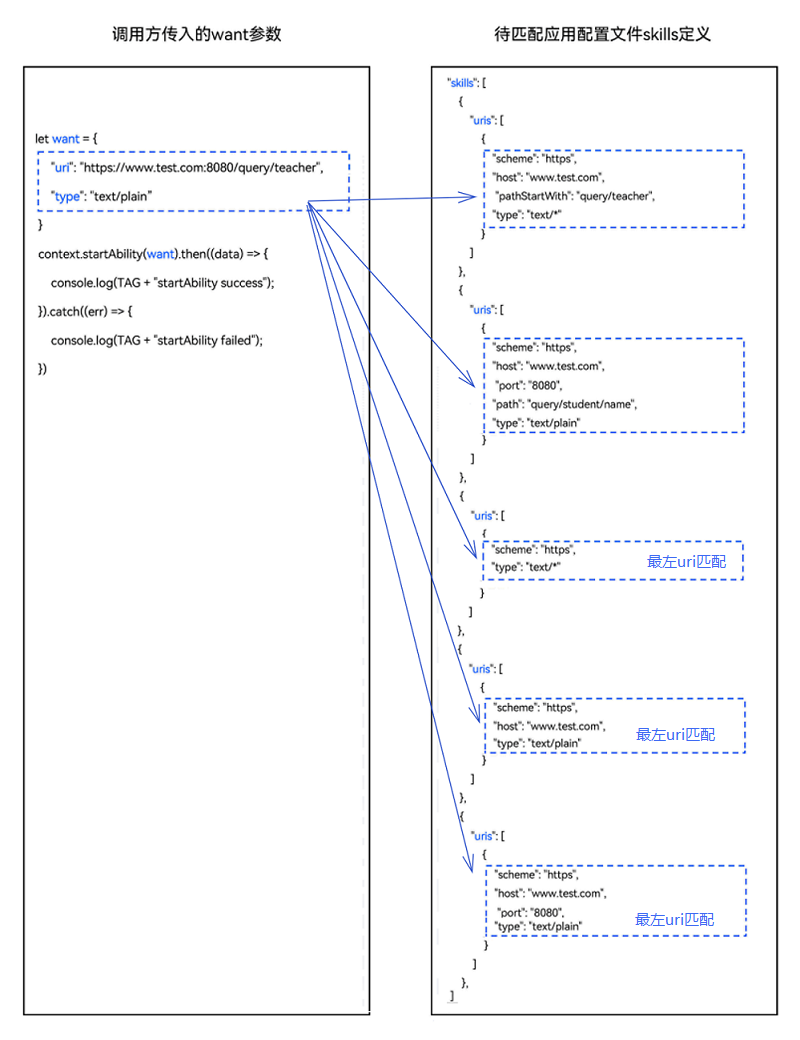 调用方传入的want参数
let want = {
"uri": "https://www.test.com:8080/query/teacher",
"type": "text/plain"
}
context.startAbility(want).then((data) => {
console.log(TAG + "startAbility success");
}).catch((err) => {
console.log(TAG + "startAbility failed");
})
待匹配应用配置文件skills定义
"skills": [
{
"uris": [
{
"scheme": "https",
"host": "www.test.com",
"pathStartWith": "query/teacher",
"type": "text/*"
}
]
},
{
"uris": [
{
"scheme": "https",
"host": "www.test.com",
"port": "8080",
"path": "query/student/name",
"type": "text/plain"
}
]
},
{
"uris": [
{
"scheme": "https",
"type": "text/*" 最左uri匹配
}
]
},
{
"uris": [
{
"scheme": "https",
"host": "www.test.com",
"type": "text/plain" 最左uri匹配
}
]
},
{
"uris": [
{
"scheme": "https",
"host": "www.test.com",
"port": "8080",
"type": "text/plain" 最左uri匹配
}
]
},
]